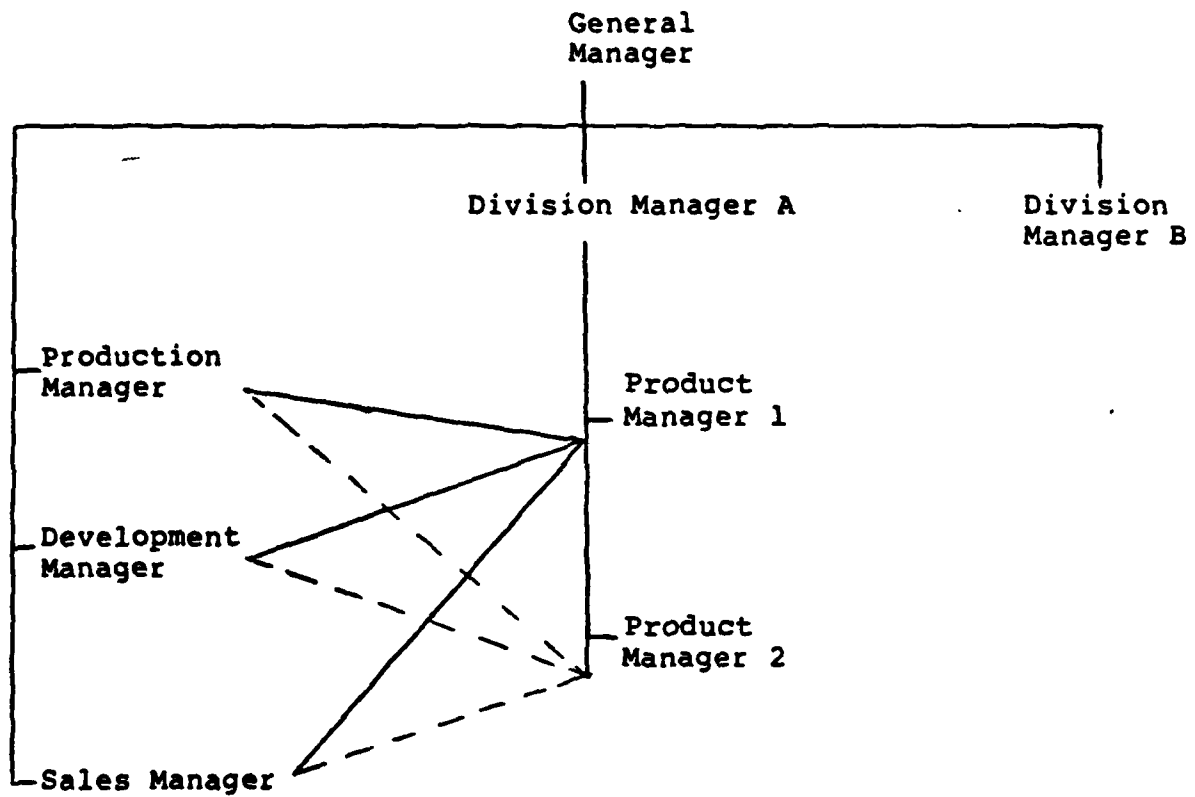 General
Manager
Division Manager A
Division
Manager B
Production
Manager
Product
Manager 1
Development
Manager
Product
Manager 2
Sales Manager